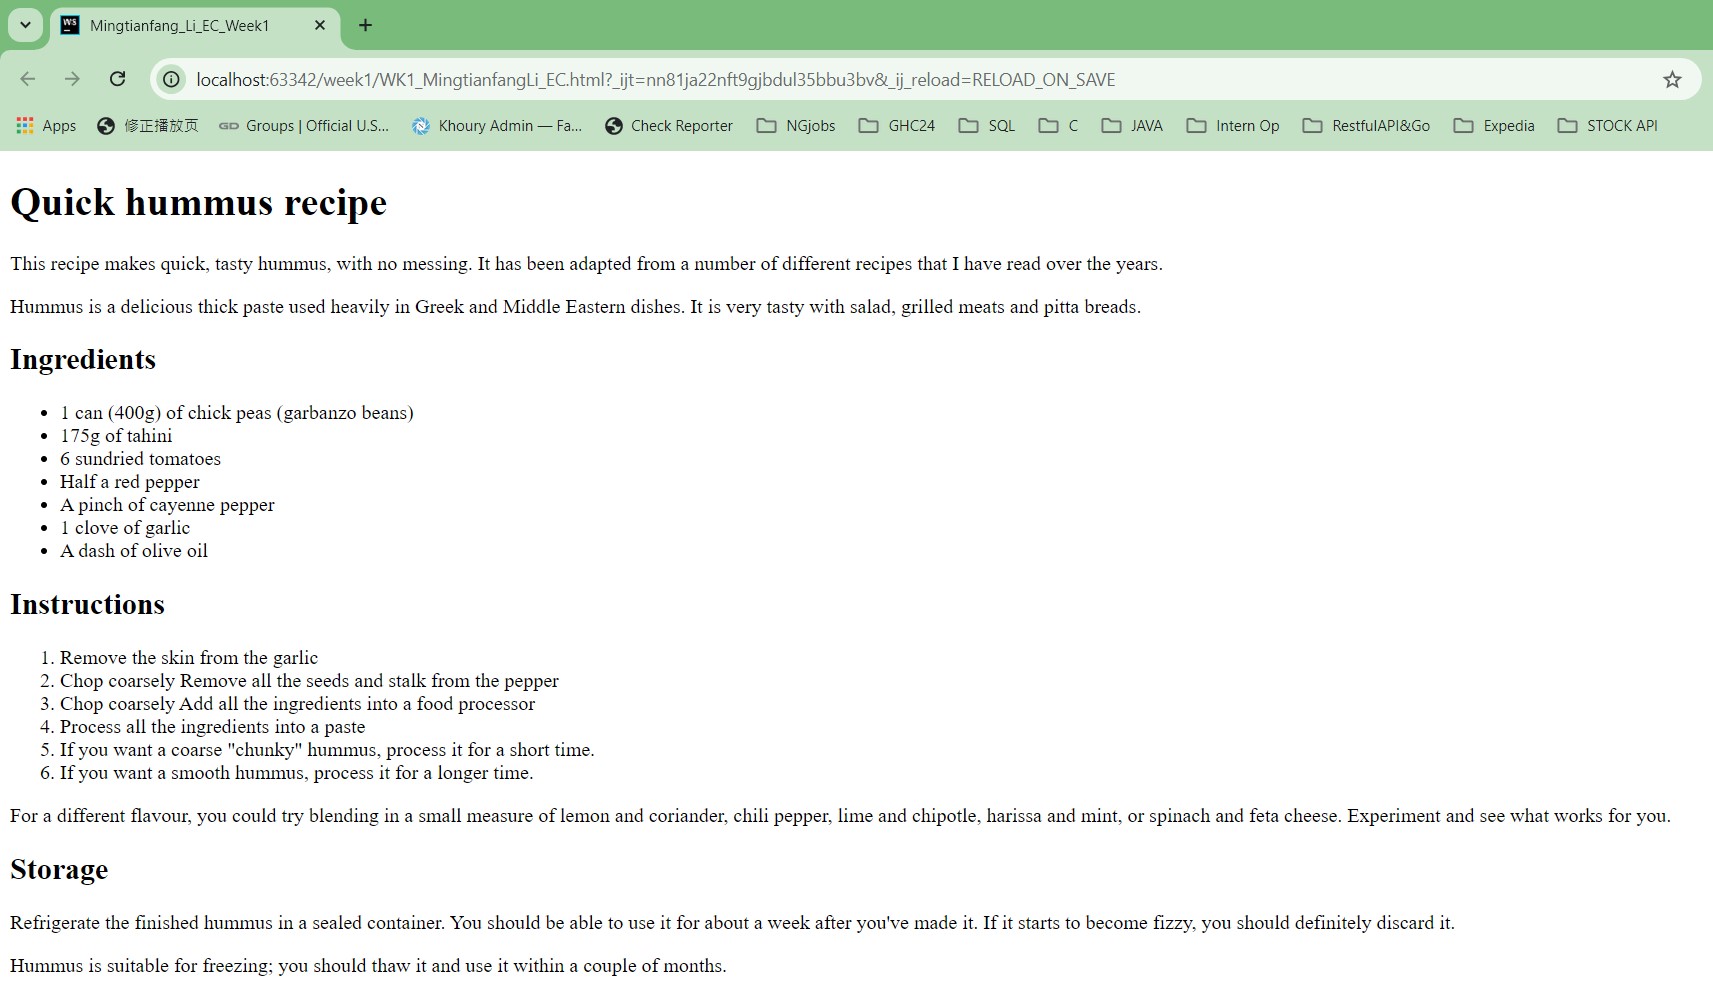 Mingtianfang_Li_EC_Week1
localhost:63342/week1/WK1_MingtianfangLi_EC.html?_ijt=nn81ja22nft9gjbdul35bbu3bv&_ij_reload=RELOAD_ON_SAVE
Apps 修正播放页 GD Groups | Official U.S... Khoury Admin — Fa... Check Reporter NGjobs GHC24 SQL C JAVA Intern Op RestfulAPI&Go Expedia STOCK API
Quick hummus recipe
This recipe makes quick, tasty hummus, with no messing. It has been adapted from a number of different recipes that I have read over the years.
Hummus is a delicious thick paste used heavily in Greek and Middle Eastern dishes. It is very tasty with salad, grilled meats and pitta breads.
Ingredients
• 1 can (400g) of chick peas (garbanzo beans)
• 175g of tahini
• 6 sundried tomatoes
• Half a red pepper
• A pinch of cayenne pepper
• 1 clove of garlic
• A dash of olive oil
Instructions
1. Remove the skin from the garlic
2. Chop coarsely Remove all the seeds and stalk from the pepper
3. Chop coarsely Add all the ingredients into a food processor
4. Process all the ingredients into a paste
5. If you want a coarse "chunky" hummus, process it for a short time.
6. If you want a smooth hummus, process it for a longer time.
For a different flavour, you could try blending in a small measure of lemon and coriander, chili pepper, lime and chipotle, harissa and mint, or spinach and feta cheese. Experiment and see what works for you.
Storage
Refrigerate the finished hummus in a sealed container. You should be able to use it for about a week after you've made it. If it starts to become fizzy, you should definitely discard it.
Hummus is suitable for freezing; you should thaw it and use it within a couple of months.